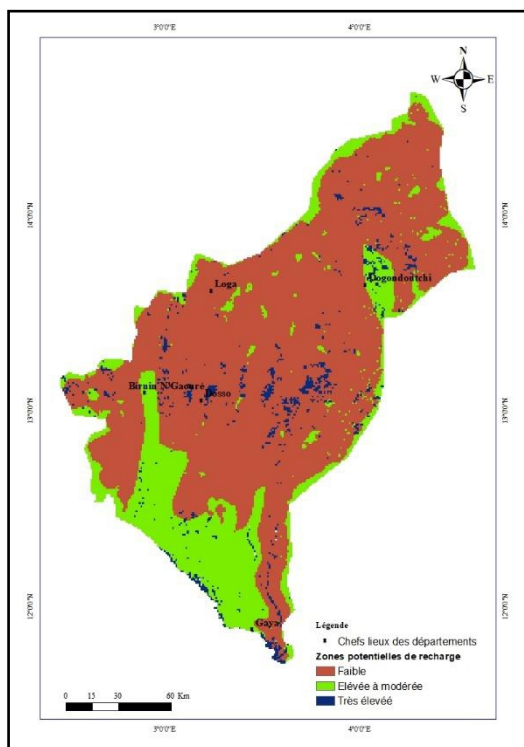 3°0'0"E 4°0'0"E
N
W E
S
14°0'0"N 14°0'0"N
Dogondoutchi
Loga
Birnin N'Gaouré
Dosso
13°0'0"N 13°0'0"N
12°0'0"N 12°0'0"N
Gaya
Légende
Chefs lieux des départements
Zones potentielles de recharge
Faible
Elévée à modérée
Très élevéé
0 15 30 60 Km
3°0'0"E 4°0'0"E